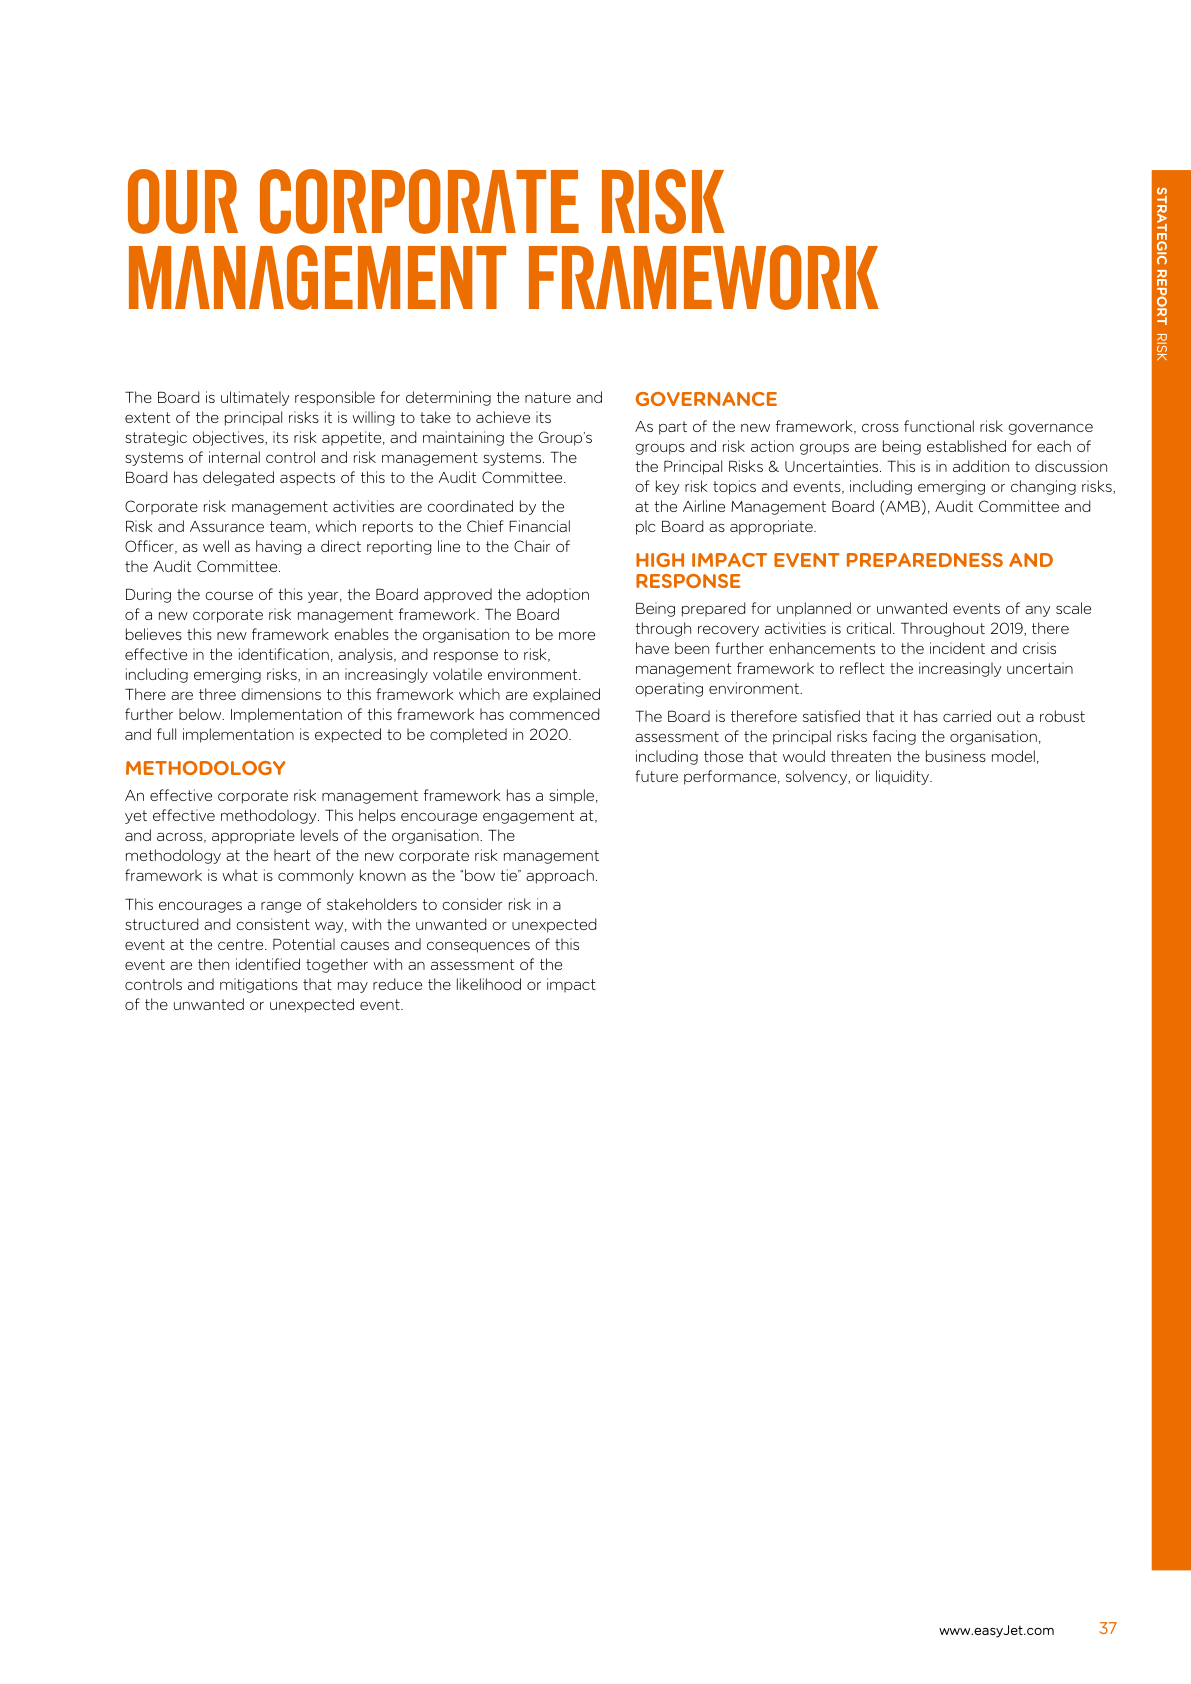 OUR CORPORATE RISK
MANAGEMENT FRAMEWORK
The Board is ultimately responsible for determining the nature and
extent of the principal risks it is willing to take to achieve its
strategic objectives, its risk appetite, and maintaining the Group's
systems of internal control and risk management systems. The
Board has delegated aspects of this to the Audit Committee.
Corporate risk management activities are coordinated by the
Risk and Assurance team, which reports to the Chief Financial
Officer, as well as having a direct reporting line to the Chair of
the Audit Committee.
During the course of this year, the Board approved the adoption
of a new corporate risk management framework. The Board
believes this new framework enables the organisation to be more
effective in the identification, analysis, and response to risk,
including emerging risks, in an increasingly volatile environment.
There are three dimensions to this framework which are explained
further below. Implementation of this framework has commenced
and full implementation is expected to be completed in 2020.
METHODOLOGY
An effective corporate risk management framework has a simple,
yet effective methodology. This helps encourage engagement at,
and across, appropriate levels of the organisation. The
methodology at the heart of the new corporate risk management
framework is what is commonly known as the "bow tie" approach.
This encourages a range of stakeholders to consider risk in a
structured and consistent way, with the unwanted or unexpected
event at the centre. Potential causes and consequences of this
event are then identified together with an assessment of the
controls and mitigations that may reduce the likelihood or impact
of the unwanted or unexpected event.
GOVERNANCE
As part of the new framework, cross functional risk governance
groups and risk action groups are being established for each of
the Principal Risks & Uncertainties. This is in addition to discussion
of key risk topics and events, including emerging or changing risks,
at the Airline Management Board (AMB), Audit Committee and
plc Board as appropriate.
HIGH IMPACT EVENT PREPAREDNESS AND
RESPONSE
Being prepared for unplanned or unwanted events of any scale
through recovery activities is critical. Throughout 2019, there
have been further enhancements to the incident and crisis
management framework to reflect the increasingly uncertain
operating environment.
The Board is therefore satisfied that it has carried out a robust
assessment of the principal risks facing the organisation,
including those that would threaten the business model,
future performance, solvency, or liquidity.
STRATEGIC REPORT RISK
www.easyJet.com 37